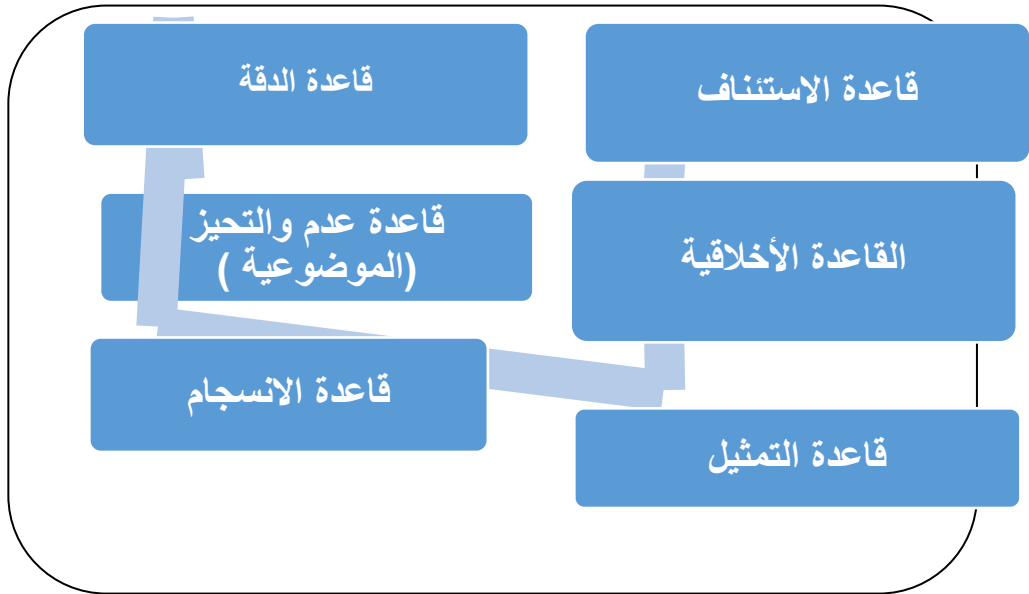 قاعدة الاستئناف
قاعدة الدقة
القاعدة الأخلاقية
قاعدة عدم والتحيز
(الموضوعية )
قاعدة التمثيل
قاعدة الانسجام